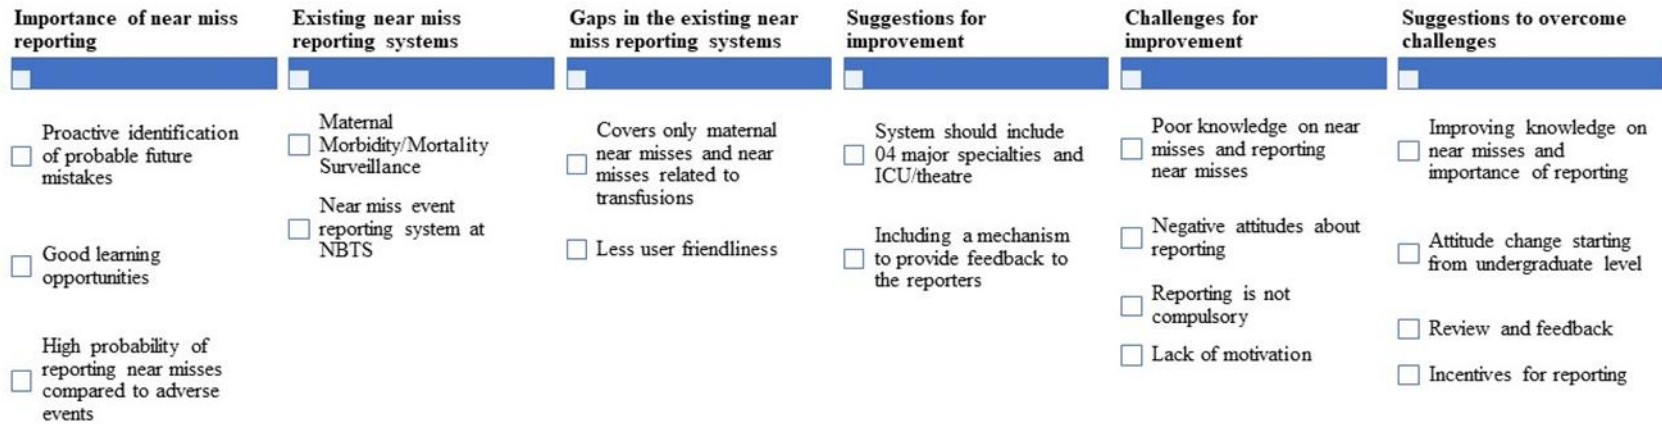 Importance of near miss
reporting
Proactive identification
of probable future
mistakes
Good learning
opportunities
High probability of
reporting near misses
compared to adverse
events
Existing near miss
reporting systems
Maternal
Morbidity/Mortality
Surveillance
Near miss event
reporting system at
NBTS
Gaps in the existing near
miss reporting systems
Covers only maternal
near misses and near
misses related to
transfusions
Less user friendliness
Suggestions for
improvement
System should include
04 major specialties and
ICU/theatre
Including a mechanism
to provide feedback to
the reporters
Challenges for
improvement
Poor knowledge on near
misses and reporting
near misses
Negative attitudes about
reporting
Reporting is not
compulsory
Lack of motivation
Suggestions to overcome
challenges
Improving knowledge on
near misses and
importance of reporting
Attitude change starting
from undergraduate level
Review and feedback
Incentives for reporting